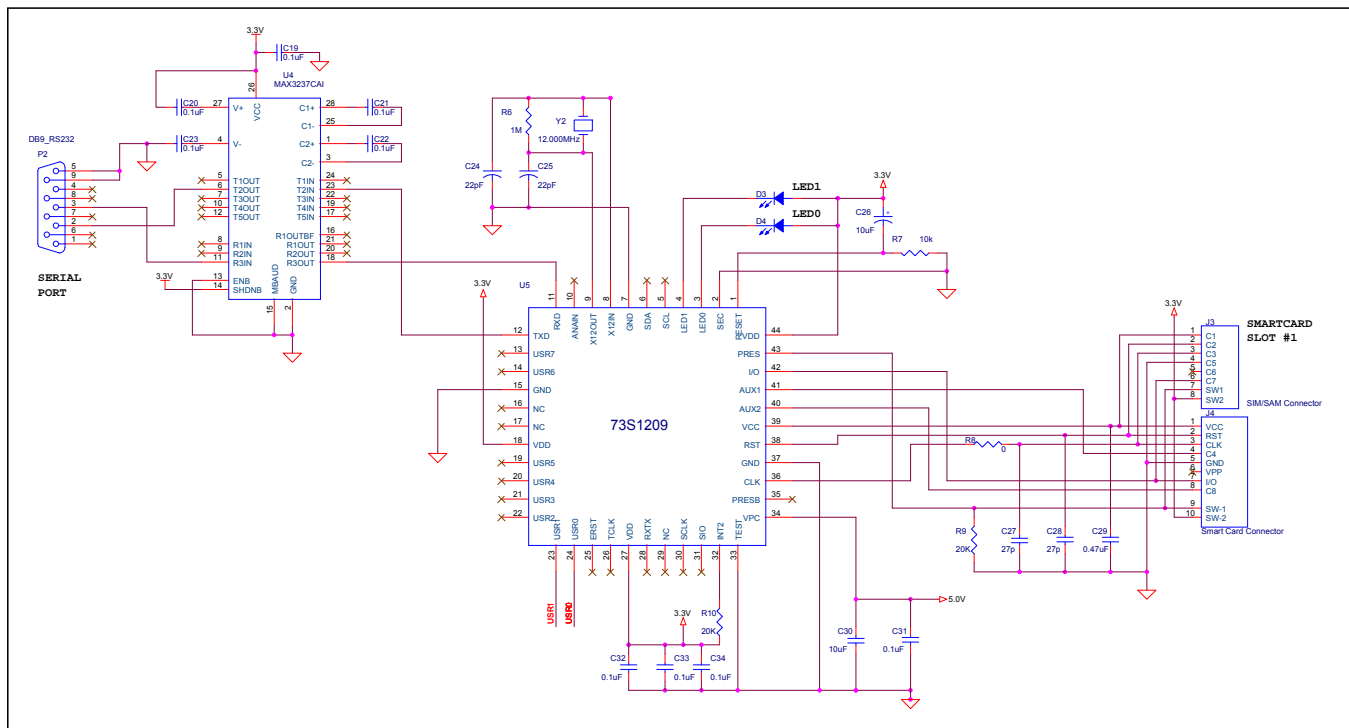 3.3V
C19
0.1uF
U4
MAX3237CAI
26
VCC
C20
0.1uF
27
V+
C1+
28
C21
0.1uF
C1-
25
C23
0.1uF
4
V-
C2+
1
C22
0.1uF
C2-
3
DB9_RS232
P2
5
9
4
8
3
7
2
6
1
5
T1OUT
6
T2OUT
7
T3OUT
10
T4OUT
12
T5OUT
T1IN
24
T2IN
23
T3IN
22
T4IN
19
T5IN
17
R1OUTBF
16
R1OUT
21
R2OUT
20
R3OUT
18
8
R1IN
9
R2IN
11
R3IN
13
ENB
14
SHDNB
MBAUD
GND
15
2
3.3V
SERIAL
PORT
R6
1M
Y2
12.000MHz
C24
22pF
C25
22pF
D3
LED1
D4
LED0
3.3V
C26
+
10uF
R7
10k
3.3V
U5
11
10
9
8
7
6
5
4
3
2
1
RXD
ANAIN
X12OUT
X12IN
GND
SDA
SCL
LED1
LED0
SEC
RESET
12
TXD
13
USR7
14
USR6
15
GND
16
NC
17
NC
18
VDD
19
USR5
20
USR4
21
USR3
22
USR2
73S1209
VDD
44
PRES
43
I/O
42
AUX1
41
AUX2
40
VCC
39
RST
38
GND
37
CLK
36
PRESB
35
VPC
34
USR1
USR0
ERST
TCLK
VDD
RXTX
NC
SCLK
SIO
INT2
TEST
23
24
25
26
27
28
29
30
31
32
33
USR1
USR0
3.3V
R10
20K
C32
0.1uF
C33
0.1uF
C34
0.1uF
C30
10uF
C31
0.1uF
5.0V
3.3V
J3
SMARTCARD
SLOT #1
1
C1
2
C2
3
C3
4
C5
5
C6
6
C7
7
SW1
8
SW2
SIM/SAM Connector
J4
1
VCC
2
RST
3
CLK
4
C4
5
GND
6
VPP
7
I/O
8
C8
9
SW-1
10
SW-2
Smart Card Connector
R8
0
R9
20K
C27
27p
C28
27p
C29
0.47uF